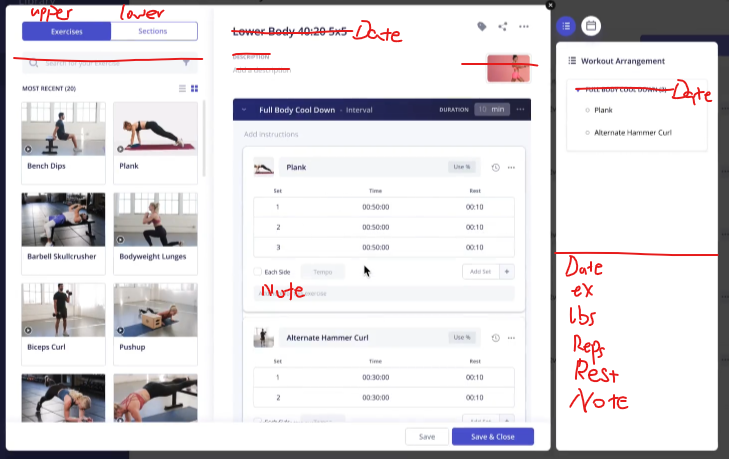 upper lower
Exercises Sections
Search for your exercise
MOST RECENT (20)
Bench Dips Plank
Barbell Skullcrusher Bodyweight Lunges
Biceps Curl Pushup
Lower Body 40:20 5x5 Date
DESCRIPTION
Add a description
Full Body Cool Down - Interval DURATION 10 min
Add Instructions
Plank Use %
Set Time Rest
1 00:50:00 00:10
2 00:50:00 00:10
3 00:50:00 00:10
Each Side Tempo Add Set +
Note
Alternate Hammer Curl Use %
Set Time Rest
1 00:30:00 00:10
2 00:30:00 00:10
Each Side Tempo Add Set
Save Save & Close
Workout Arrangement
FULL BODY COOL DOWN Date
Plank
Alternate Hammer Curl
Date
ex
lbs
Reps
Rest
NOTE